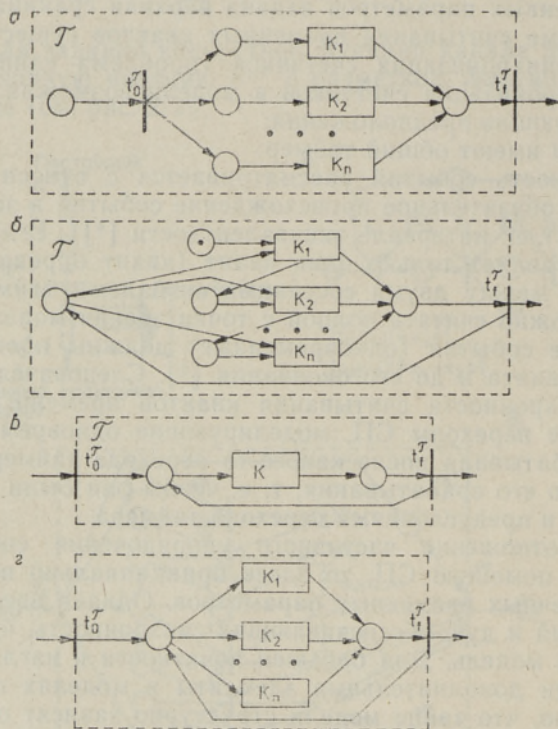 а
𝒯
t₀^𝒯
K₁
K₂
Kₙ
t_f^𝒯
б
𝒯
K₁
K₂
Kₙ
t_f^𝒯
в
𝒯
t₀^𝒯
K
t_f^𝒯
г
t₀^𝒯
K₁
K₂
Kₙ
t_f^𝒯